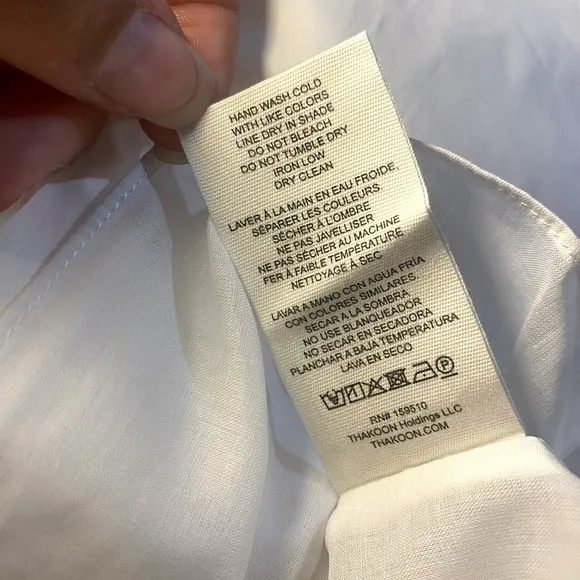 HAND WASH COLD
WITH LIKE COLORS
LINE DRY IN SHADE
DO NOT BLEACH
DO NOT TUMBLE DRY
IRON LOW
DRY CLEAN
LAVER À LA MAIN EN EAU FROIDE,
SÉPARER LES COULEURS
SÉCHER À L'OMBRE
NE PAS JAVELLISER
NE PAS SÉCHER AU MACHINE
FER À FAIBLE TEMPÉRATURE,
NETTOYAGE À SEC
LAVAR A MANO CON AGUA FRÍA
CON COLORES SIMILARES.
SECAR A LA SOMBRA
NO USE BLANQUEADOR
NO SECAR EN SECADORA
PLANCHAR A BAJA TEMPERATURA
LAVA EN SECO
RN# 159510
THAKOON Holdings LLC
THAKOON.COM